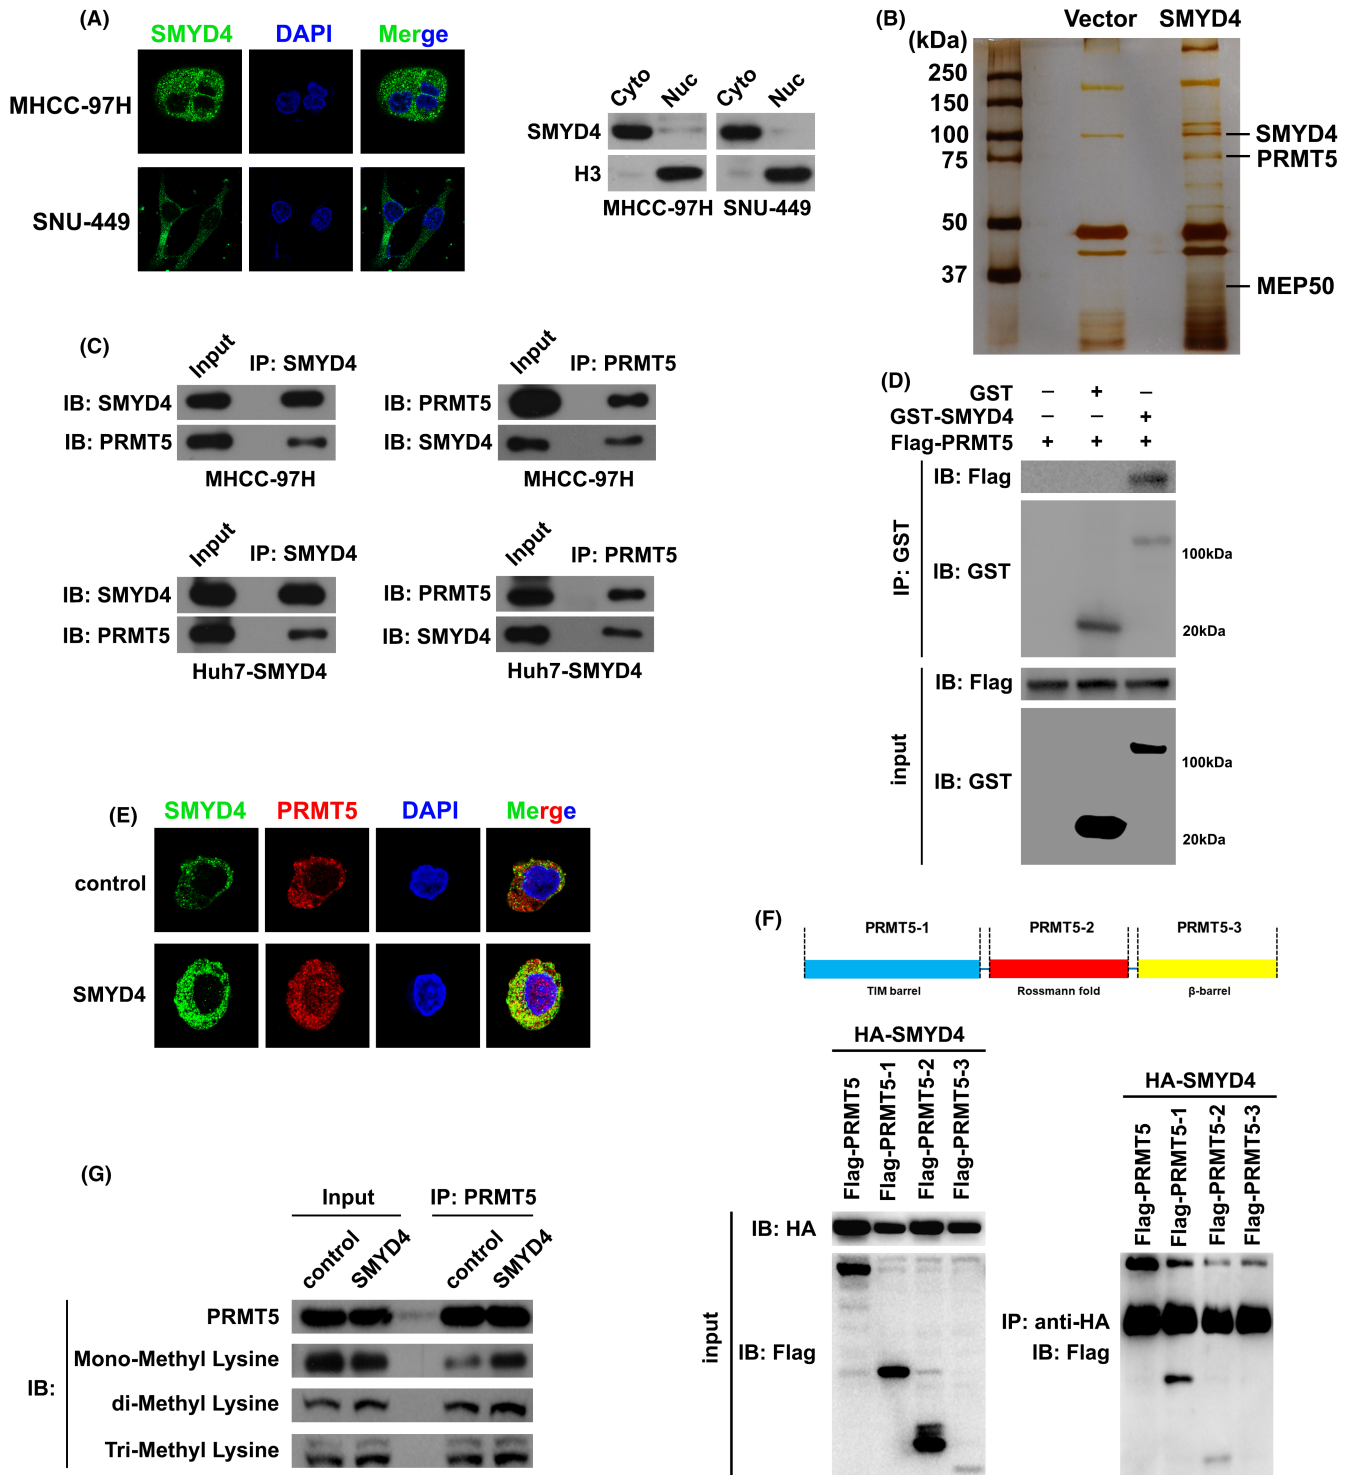 (A)
SMYD4 DAPI Merge
MHCC-97H
SNU-449
Cyto Nuc Cyto Nuc
SMYD4
H3
MHCC-97H SNU-449
(B)
Vector SMYD4
(kDa)
250
150
100
75
50
37
SMYD4
PRMT5
MEP50
(C)
Input IP: SMYD4
IB: SMYD4
IB: PRMT5
MHCC-97H
Input IP: PRMT5
IB: PRMT5
IB: SMYD4
MHCC-97H
Input IP: SMYD4
IB: SMYD4
IB: PRMT5
Huh7-SMYD4
Input IP: PRMT5
IB: PRMT5
IB: SMYD4
Huh7-SMYD4
(D)
GST – + –
GST-SMYD4 – – +
Flag-PRMT5 + + +
IP: GST
IB: Flag
IB: GST
100kDa
20kDa
input
IB: Flag
IB: GST
100kDa
20kDa
(E)
SMYD4 PRMT5 DAPI Merge
control
SMYD4
(F)
PRMT5-1 PRMT5-2 PRMT5-3
TIM barrel Rossmann fold β-barrel
HA-SMYD4
Flag-PRMT5
Flag-PRMT5-1
Flag-PRMT5-2
Flag-PRMT5-3
input
IB: HA
IB: Flag
HA-SMYD4
Flag-PRMT5
Flag-PRMT5-1
Flag-PRMT5-2
Flag-PRMT5-3
IP: anti-HA
IB: Flag
(G)
Input IP: PRMT5
control SMYD4 control SMYD4
IB:
PRMT5
Mono-Methyl Lysine
di-Methyl Lysine
Tri-Methyl Lysine